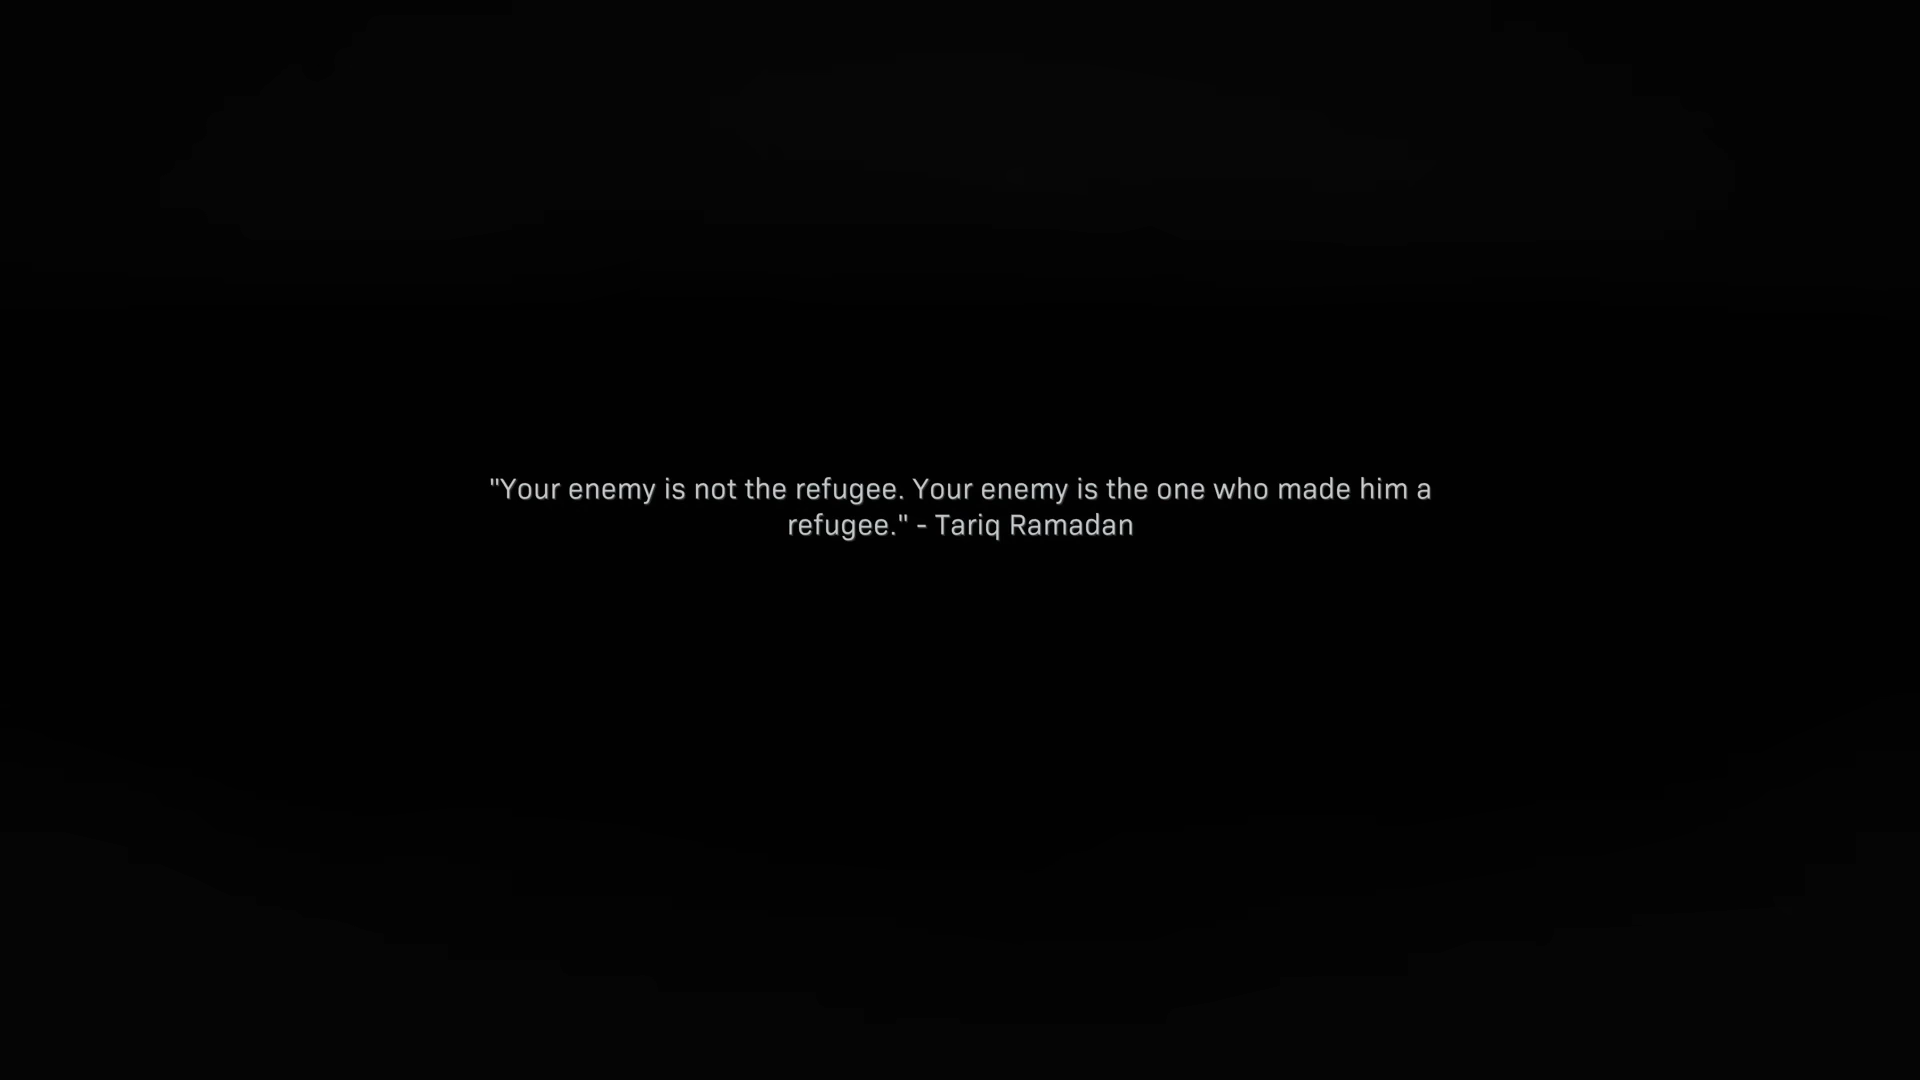 "Your enemy is not the refugee. Your enemy is the one who made him a
refugee." - Tariq Ramadan